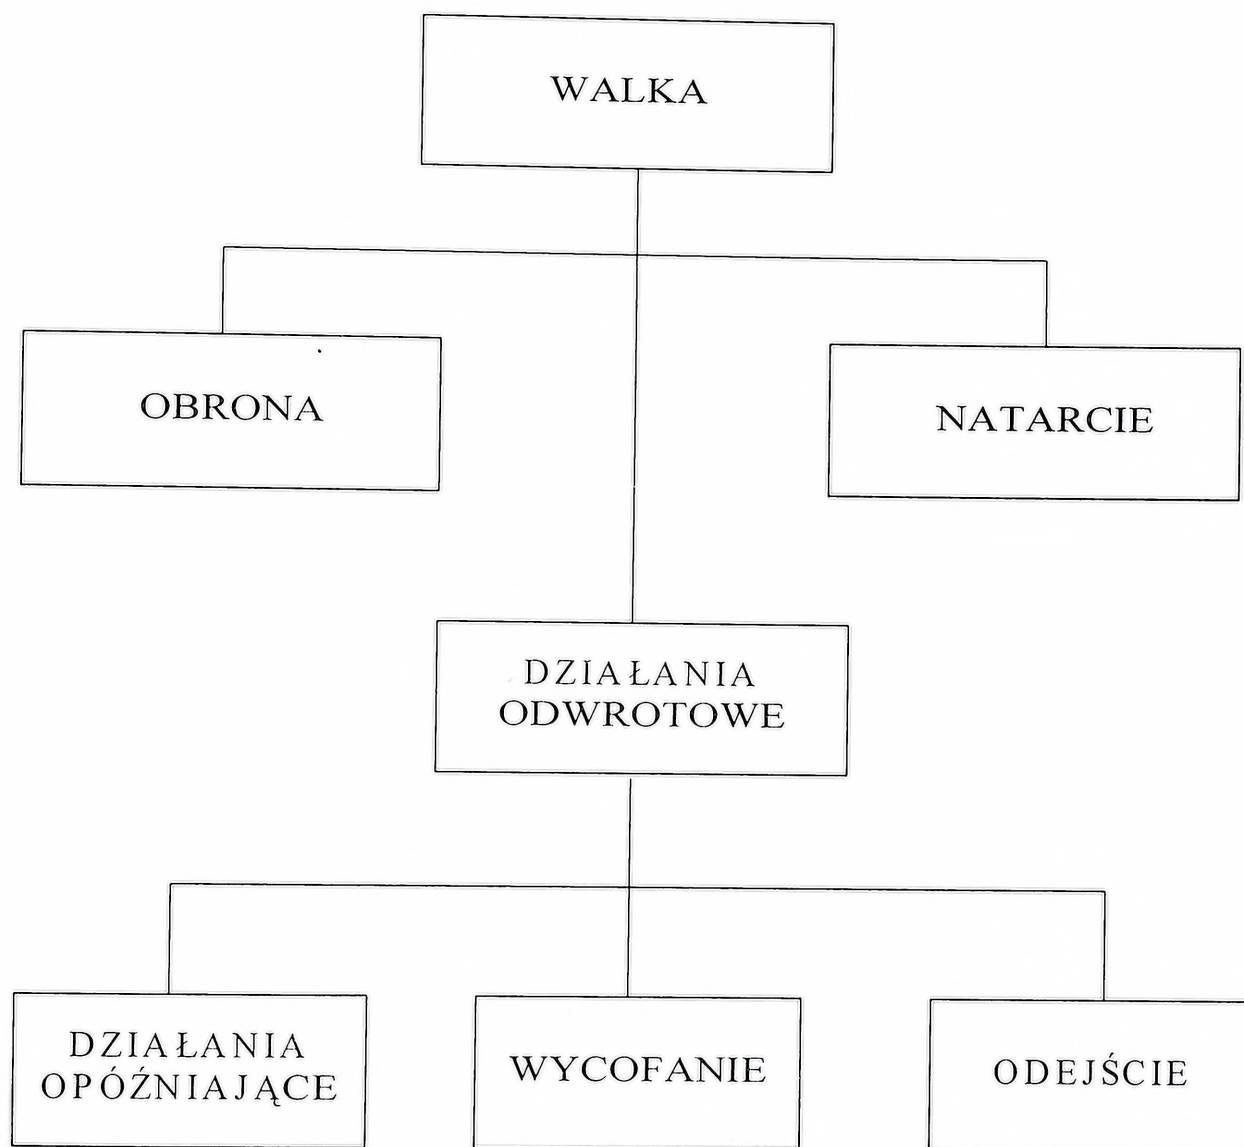 WALKA
OBRONA
NATARCIE
DZIAŁANIA
ODWROTOWE
DZIAŁANIA
OPÓŹNIAJĄCE
WYCOFANIE
ODEJŚCIE